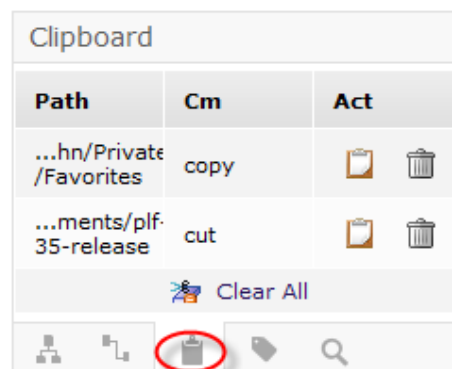 Clipboard
Path Cm Act
...hn/Private
/Favorites
copy
...ments/plf-
35-release
cut
Clear All